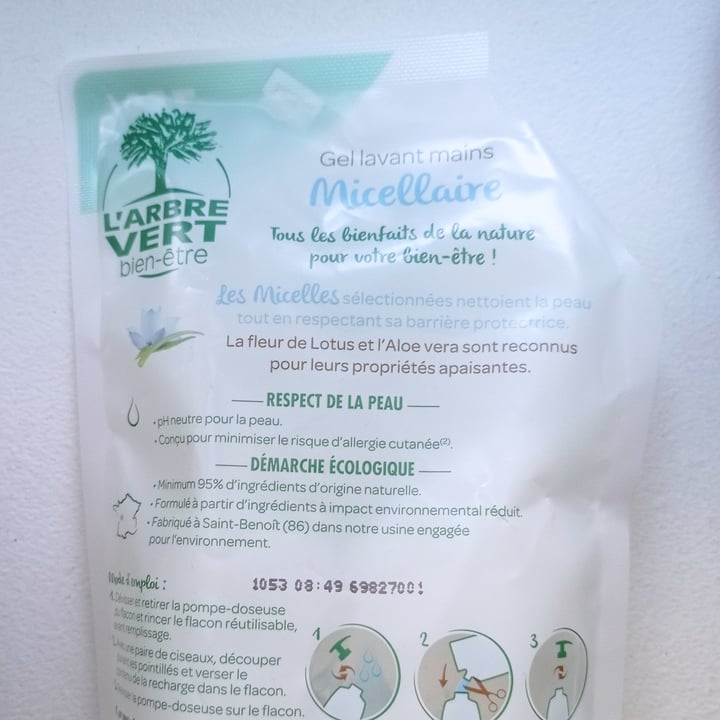 L'ARBRE
VERT
bien-être
Gel lavant mains
Micellaire
Tous les bienfaits de la nature
pour votre bien-être !
Les Micelles sélectionnées nettoient la peau
tout en respectant sa barrière protectrice.
La fleur de Lotus et l'Aloe vera sont reconnus
pour leurs propriétés apaisantes.
RESPECT DE LA PEAU
• pH neutre pour la peau.
• Conçu pour minimiser le risque d'allergie cutanée(2).
DÉMARCHE ÉCOLOGIQUE
• Minimum 95% d'ingrédients d'origine naturelle.
• Formulé à partir d'ingrédients à impact environnemental réduit.
• Fabriqué à Saint-Benoît (86) dans notre usine engagée
pour l'environnement.
1053 08:49 69827001
Mode d'emploi :
1. Dévisser et retirer la pompe-doseuse
du flacon et rincer le flacon réutilisable,
avant remplissage.
paire de ciseaux, découper
pointillés et verser le
de la recharge dans le flacon.
la pompe-doseuse sur le flacon.
1
2
3